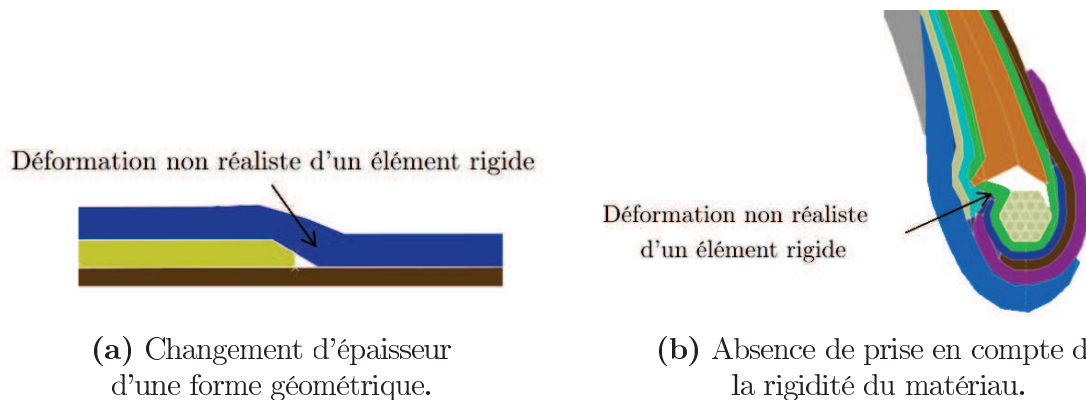 Déformation non réaliste d'un élément rigide
Déformation non réaliste
d'un élément rigide
(a) Changement d'épaisseur
d'une forme géométrique.
(b) Absence de prise en compte d
la rigidité du matériau.